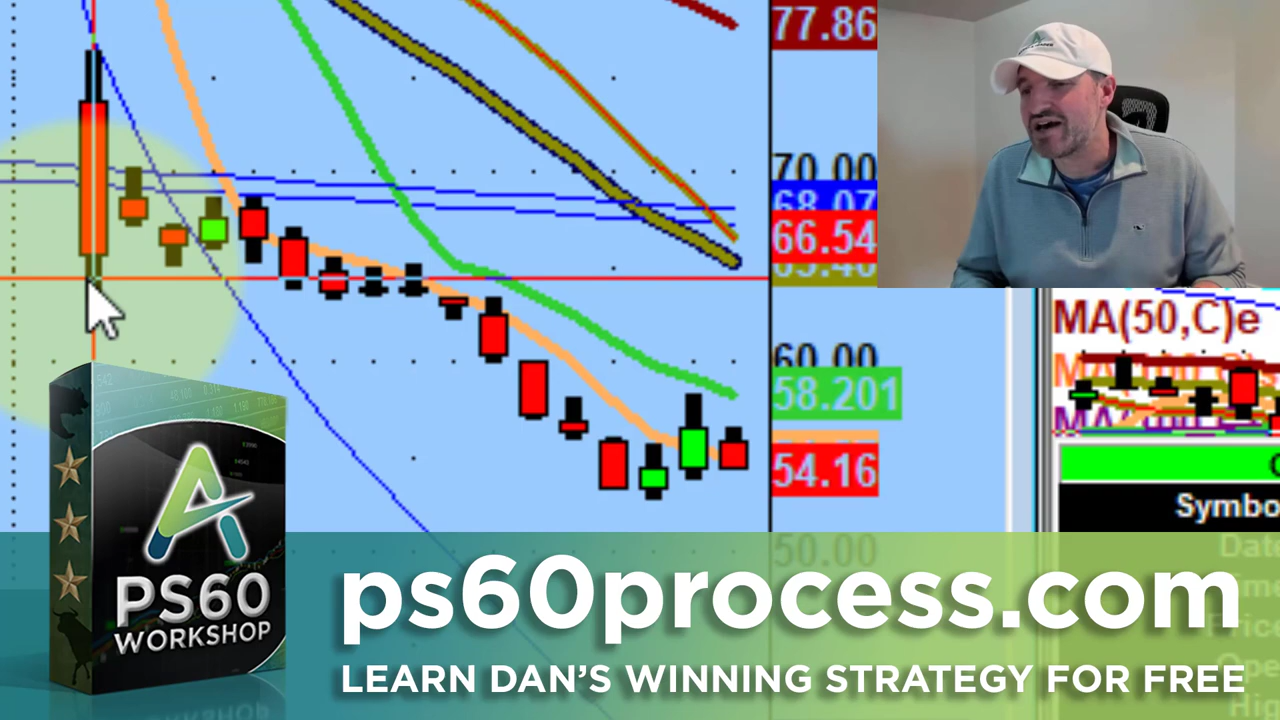 77.86
70.00
68.07
66.54
60.00
58.201
54.16
50.00
MA(50,C)e
Symbo
PS60
WORKSHOP
ps60process.com
LEARN DAN'S WINNING STRATEGY FOR FREE